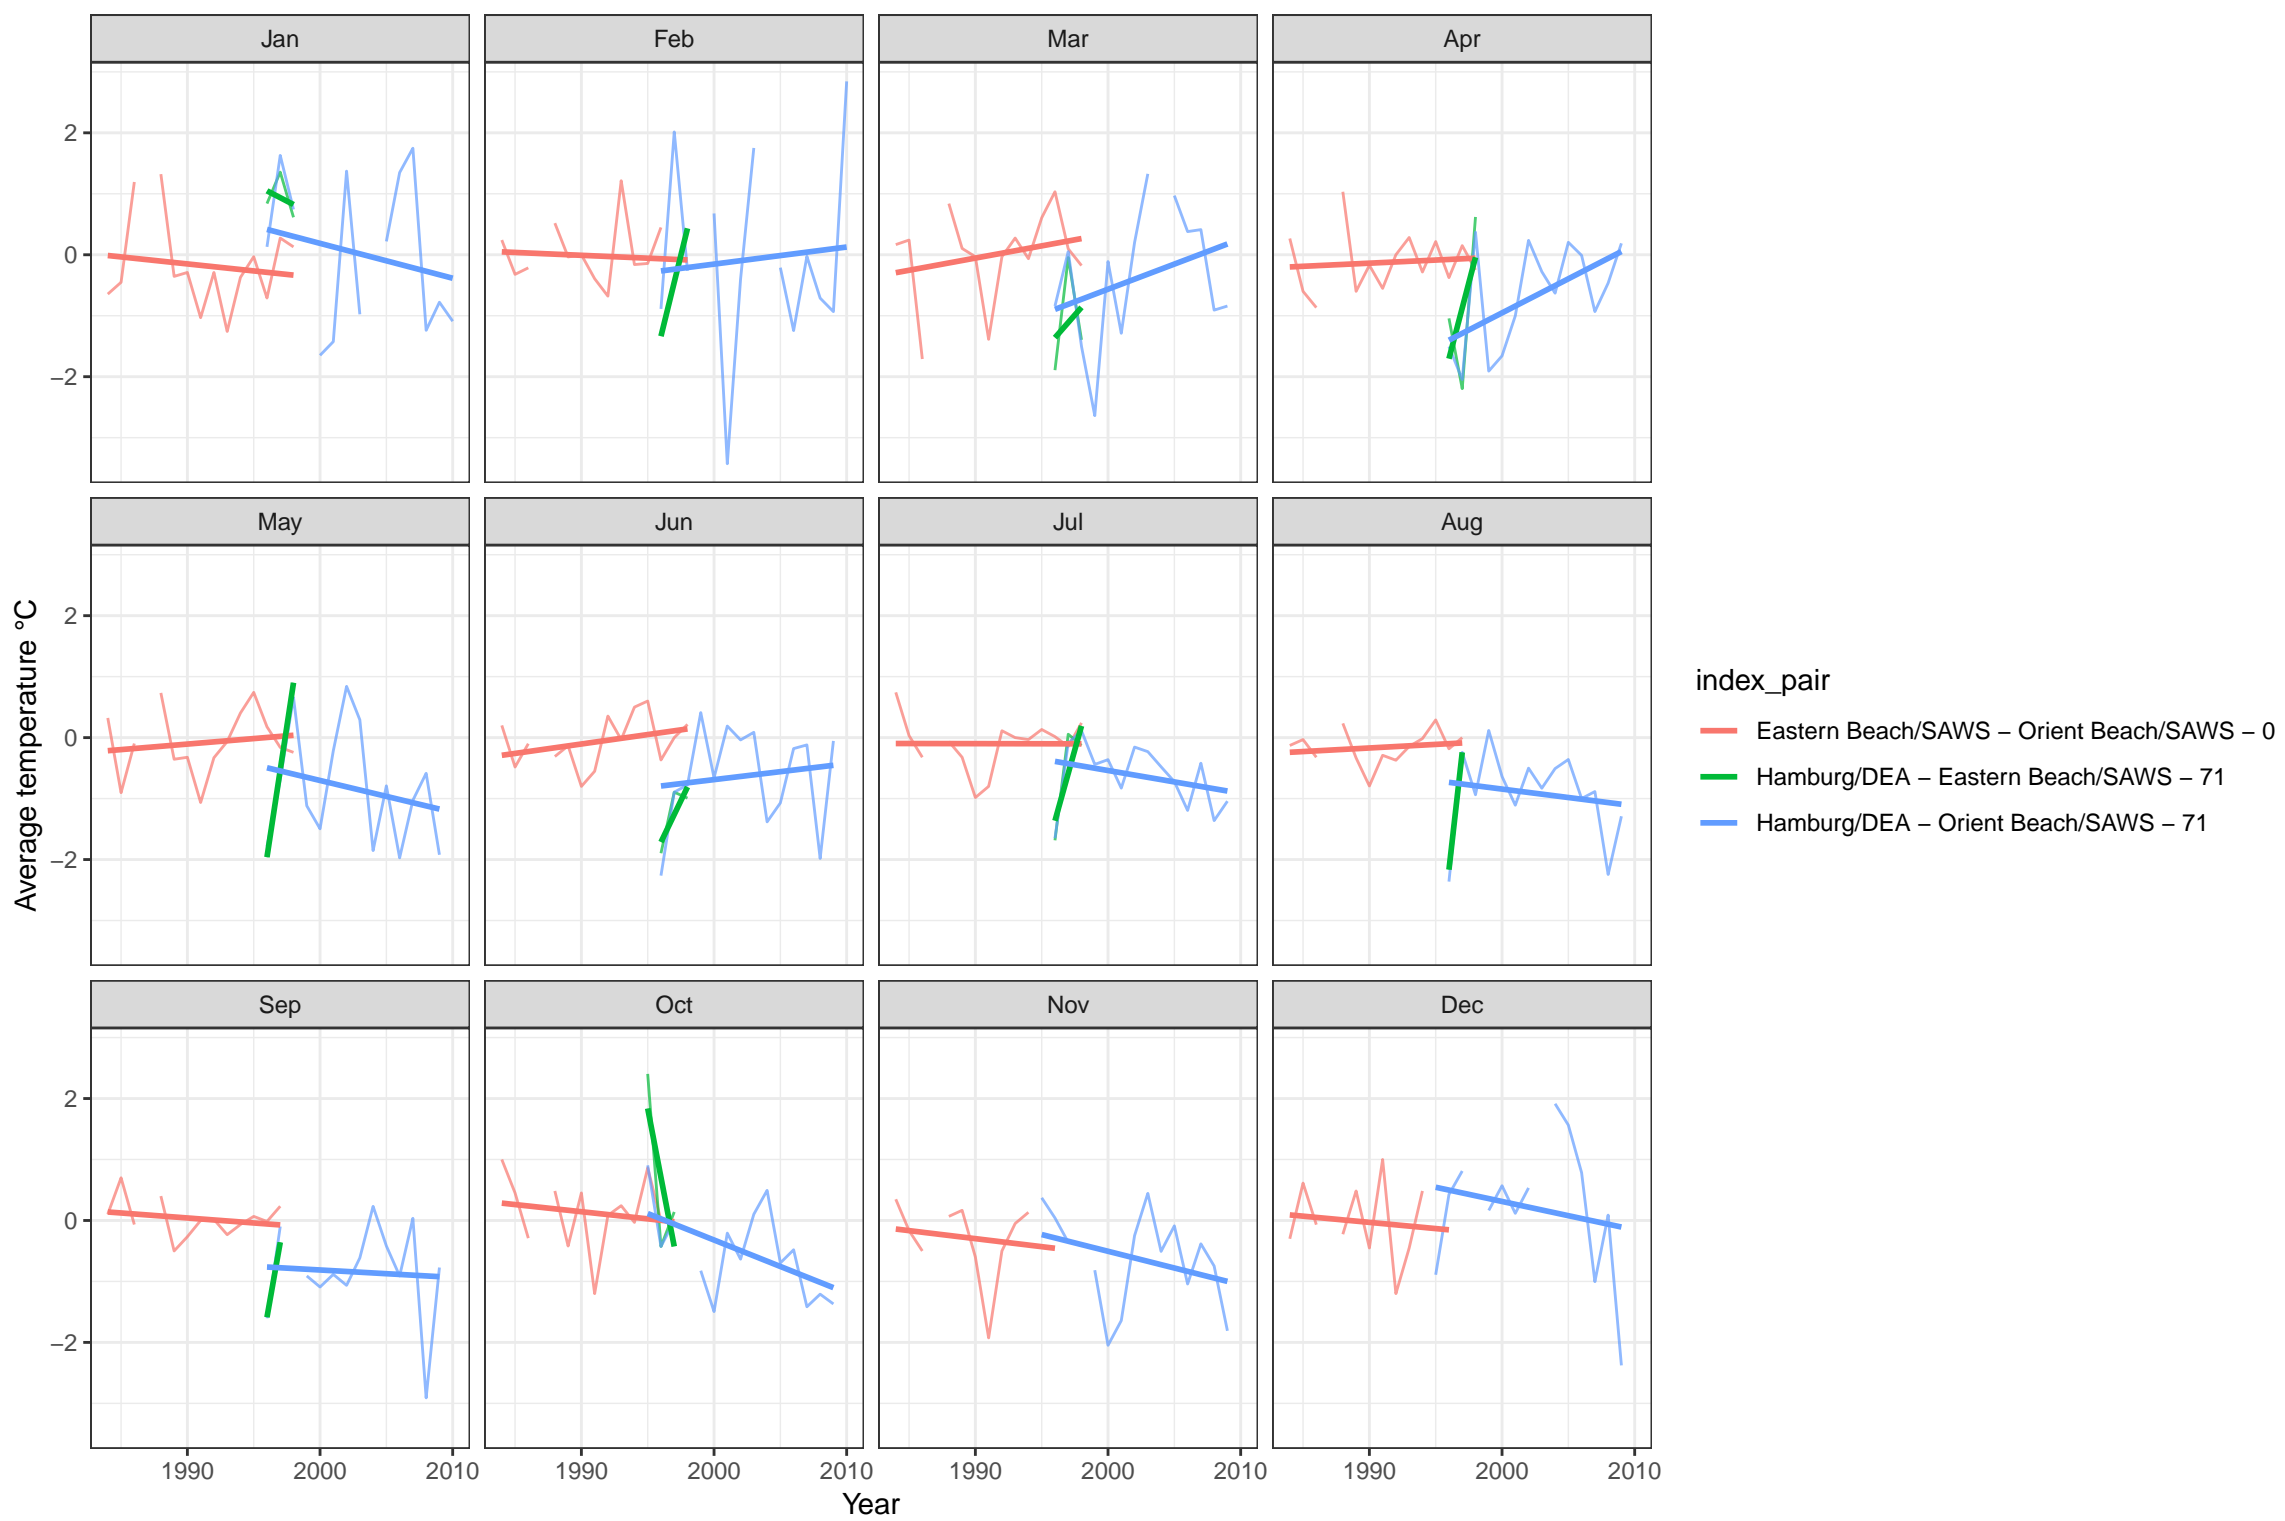 Jan Feb Mar Apr
2
0
−2
May Jun Jul Aug
2
0
−2
Sep Oct Nov Dec
2
0
−2
1990 2000 2010 1990 2000 2010 1990 2000 2010 1990 2000 2010
Year
Average temperature °C
index_pair
Eastern Beach/SAWS − Orient Beach/SAWS − 0
Hamburg/DEA − Eastern Beach/SAWS − 71
Hamburg/DEA − Orient Beach/SAWS − 71